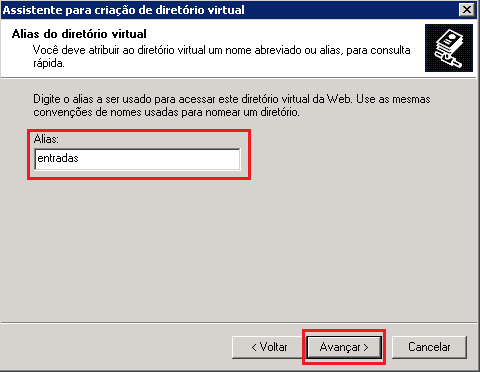 Assistente para criação de diretório virtual
Alias do diretório virtual
Você deve atribuir ao diretório virtual um nome abreviado ou alias, para consulta
rápida.
Digite o alias a ser usado para acessar este diretório virtual da Web. Use as mesmas
convenções de nomes usadas para nomear um diretório.
Alias:
entradas
< Voltar
Avançar >
Cancelar